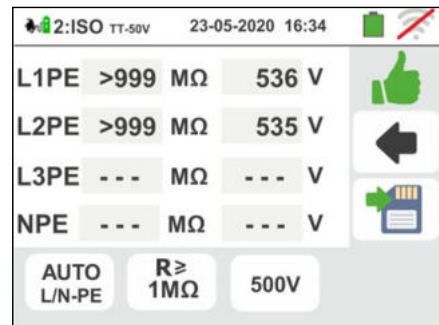 2:ISO TT-50V 23-05-2020 16:34
L1PE >999 MΩ 536 V
L2PE >999 MΩ 535 V
L3PE - - - MΩ - - - V
NPE - - - MΩ - - - V
AUTO R≥ 500V
L/N-PE 1MΩ